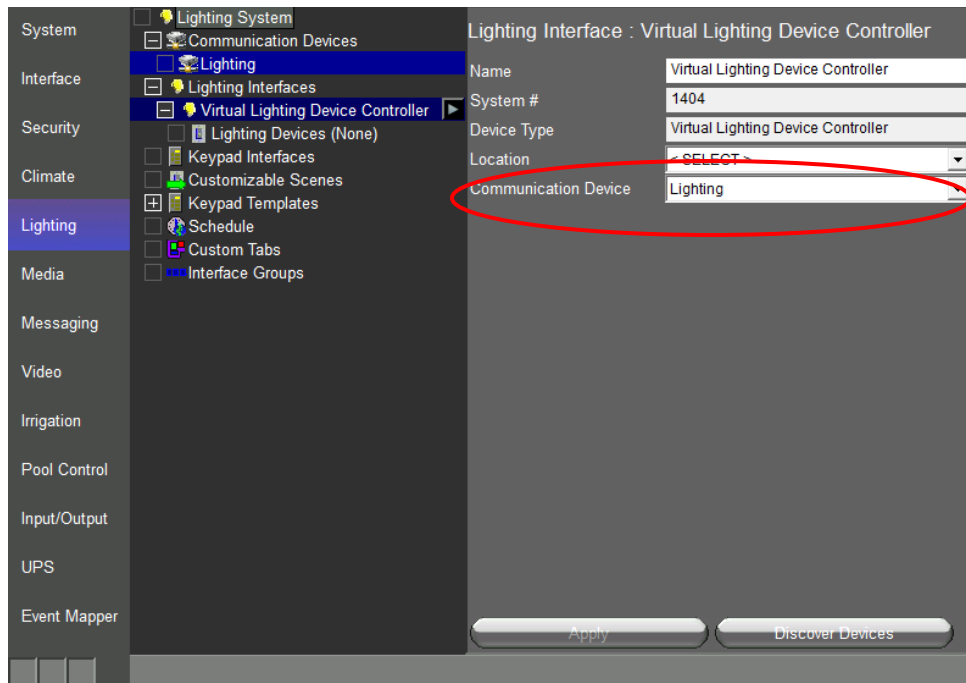 System
Interface
Security
Climate
Lighting
Media
Messaging
Video
Irrigation
Pool Control
Input/Output
UPS
Event Mapper
Lighting System
Communication Devices
Lighting
Lighting Interfaces
Virtual Lighting Device Controller
Lighting Devices (None)
Keypad Interfaces
Customizable Scenes
Keypad Templates
Schedule
Custom Tabs
Interface Groups
Lighting Interface : Virtual Lighting Device Controller
Name Virtual Lighting Device Controller
System # 1404
Device Type Virtual Lighting Device Controller
Location < SELECT >
Communication Device Lighting
Apply Discover Devices